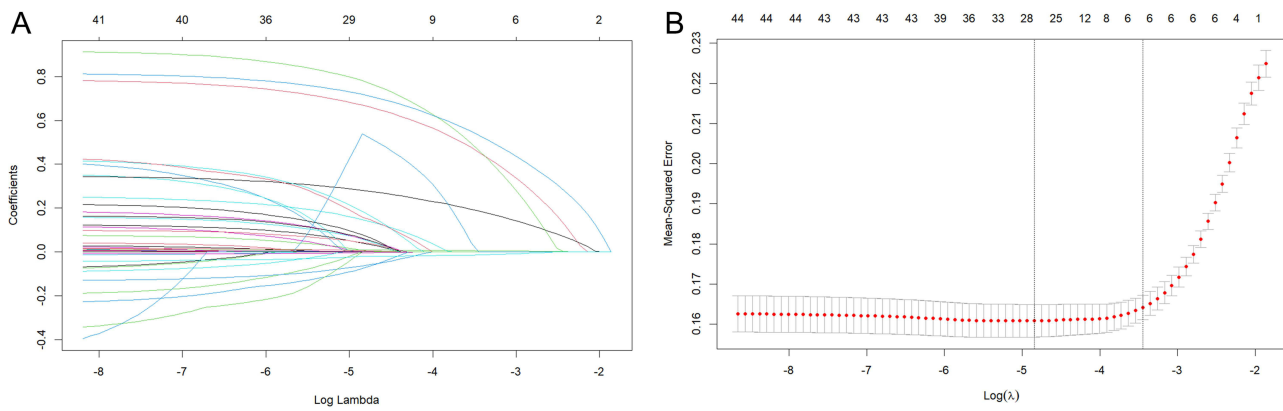 A
41 40 36 29 9 6 2
Coefficients
0.8
0.6
0.4
0.2
0.0
-0.2
-0.4
-8 -7 -6 -5 -4 -3 -2
Log Lambda
B
44 44 44 43 43 43 43 39 36 33 28 25 12 8 6 6 6 6 4 1
Mean-Squared Error
0.23
0.22
0.21
0.20
0.19
0.18
0.17
0.16
-8 -7 -6 -5 -4 -3 -2
Log(λ)